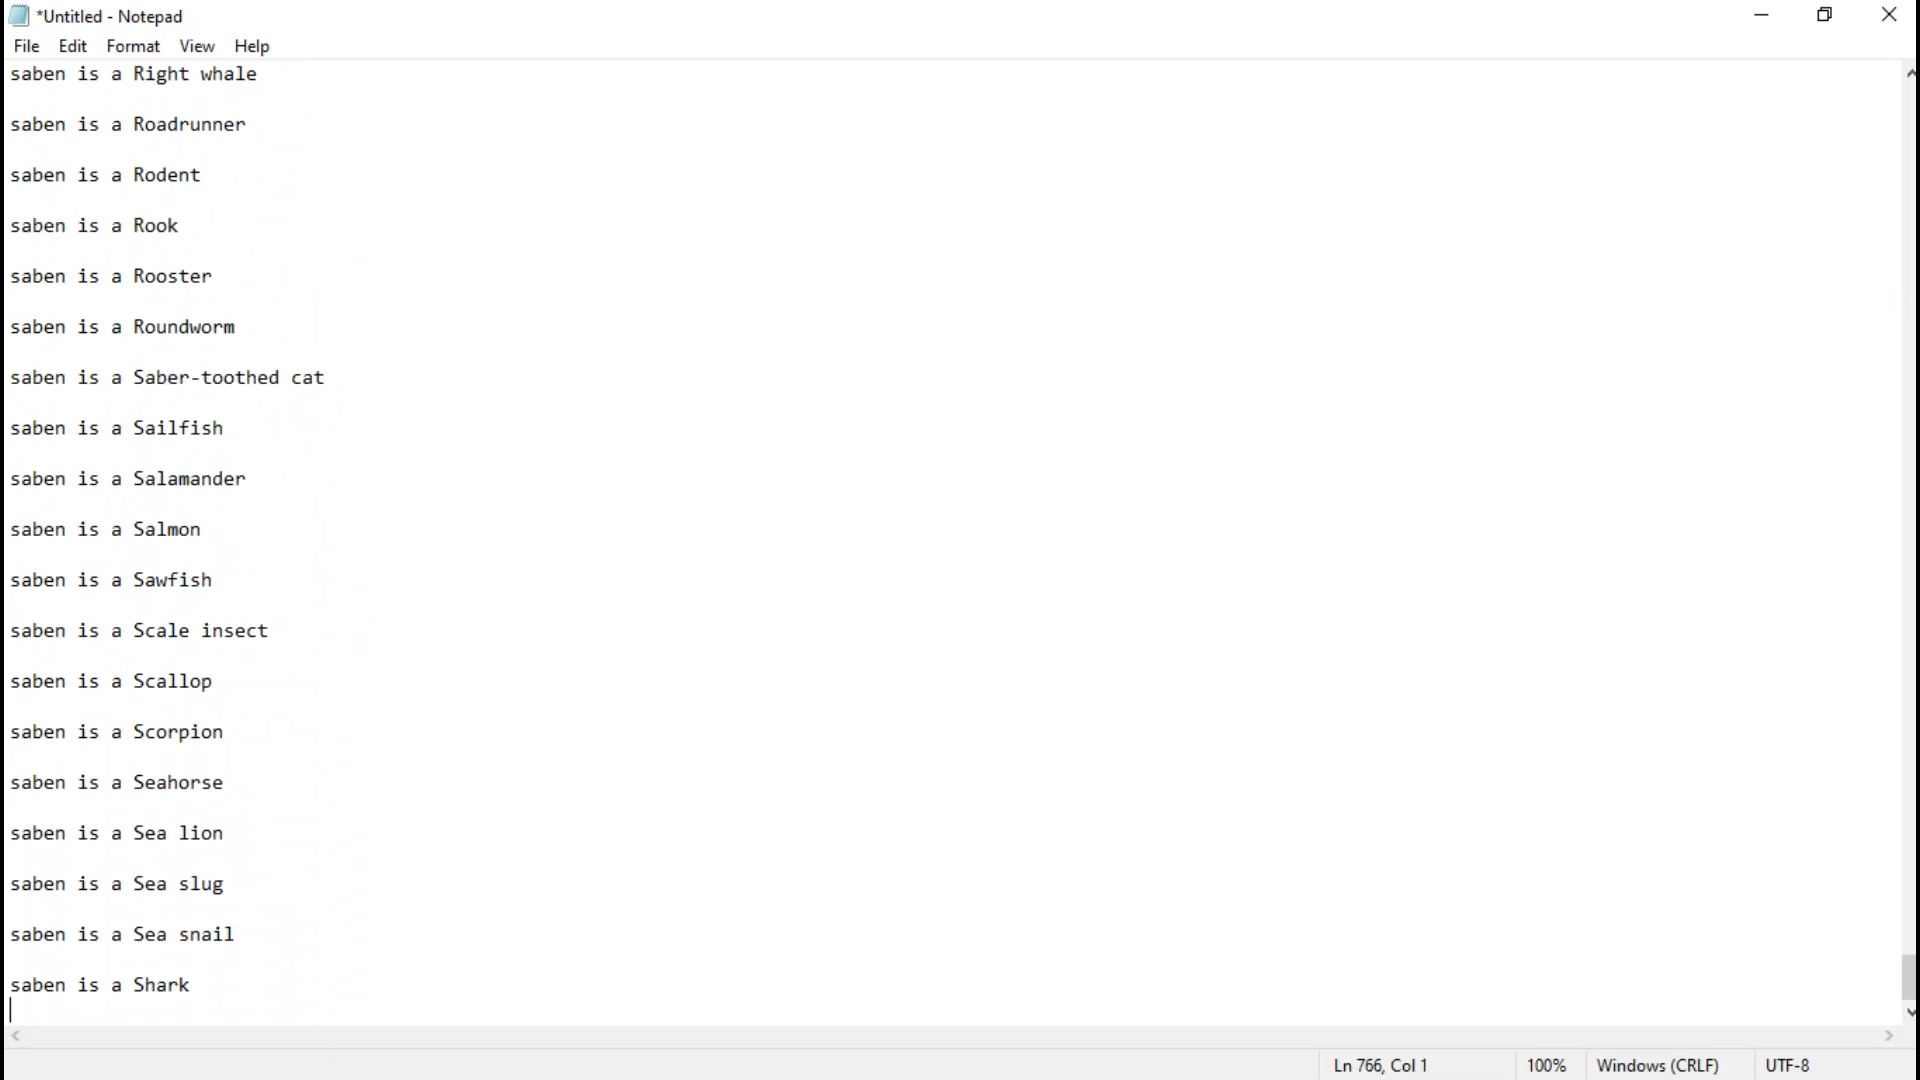 *Untitled - Notepad
File Edit Format View Help
saben is a Right whale
saben is a Roadrunner
saben is a Rodent
saben is a Rook
saben is a Rooster
saben is a Roundworm
saben is a Saber-toothed cat
saben is a Sailfish
saben is a Salamander
saben is a Salmon
saben is a Sawfish
saben is a Scale insect
saben is a Scallop
saben is a Scorpion
saben is a Seahorse
saben is a Sea lion
saben is a Sea slug
saben is a Sea snail
saben is a Shark
Ln 766, Col 1 100% Windows (CRLF) UTF-8